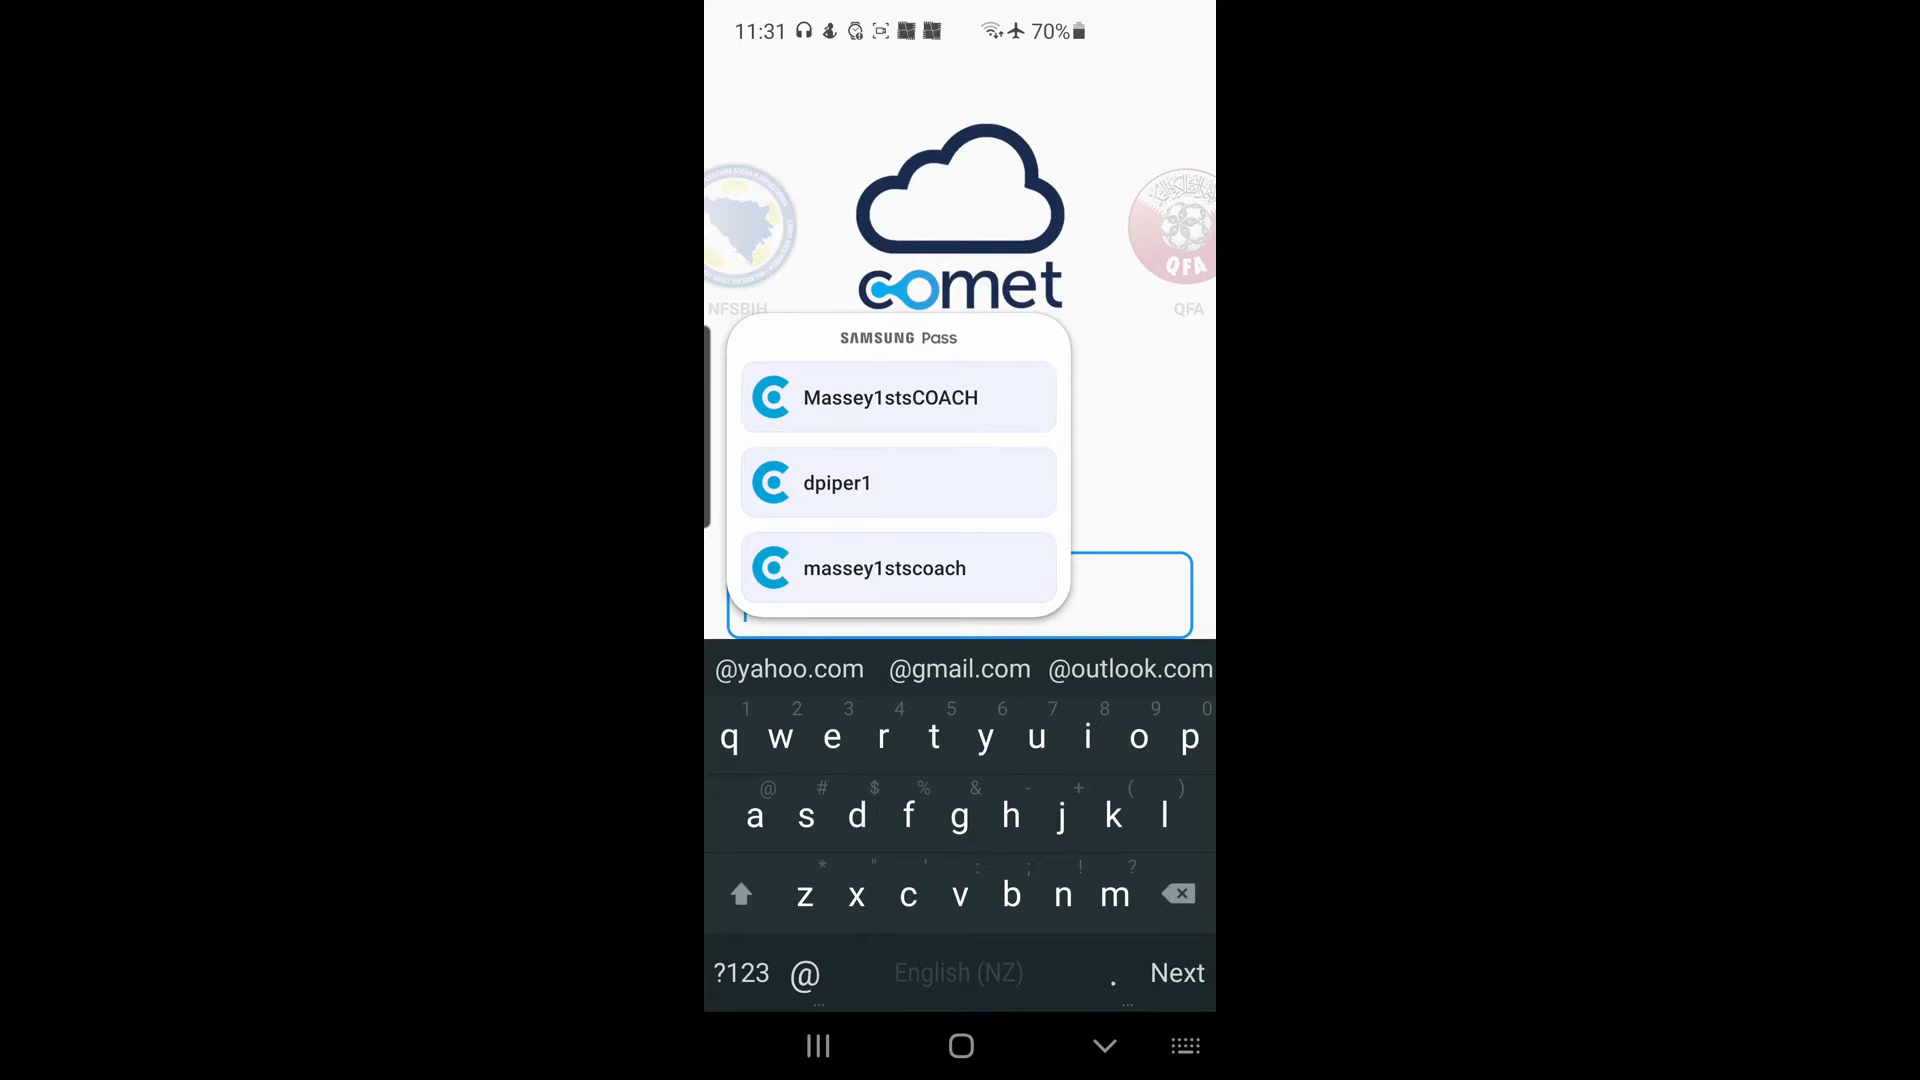 11:31
70%
comet
NFSBIH
QFA
QFA
SAMSUNG Pass
Massey1stsCOACH
dpiper1
massey1stscoach
@yahoo.com @gmail.com @outlook.com
1 2 3 4 5 6 7 8 9 0
q w e r t y u i o p
@ # $ % & - + ( )
a s d f g h j k l
* " ' : ; ! ?
z x c v b n m
?123 @ English (NZ) . Next